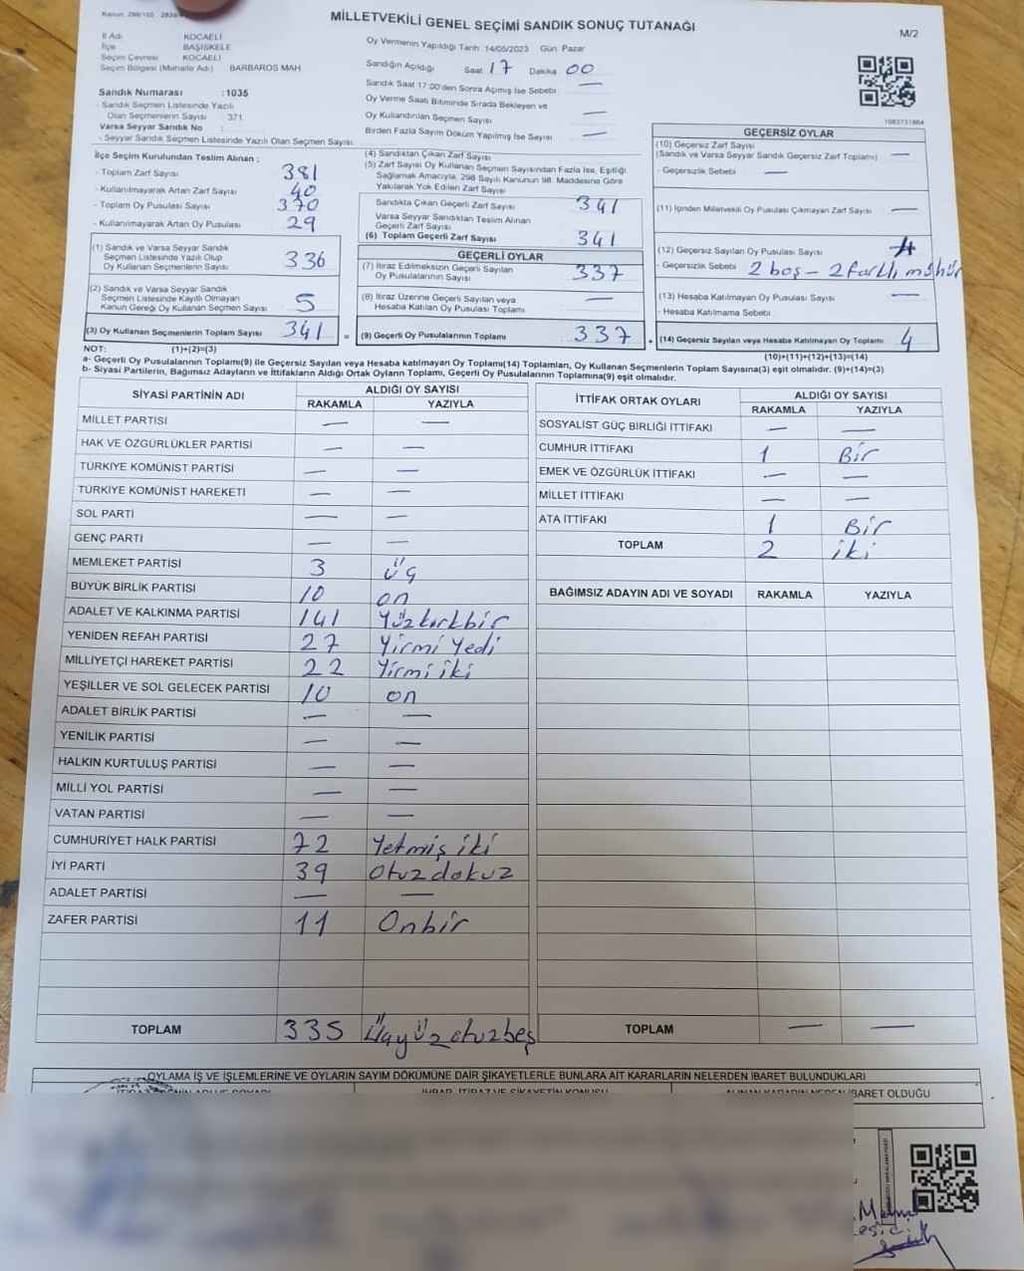 MİLLETVEKİLİ GENEL SEÇİMİ SANDIK SONUÇ TUTANAĞI
M/2
İl Adı KOCAELİ
İlçe BAŞİSKELE
Seçim Çevresi KOCAELİ
Seçim Bölgesi (Mahalle Adı) BARBAROS MAH
Sandık Numarası :1035
- Sandık Seçmen Listesinde Yazılı
Olan Seçmenlerin Sayısı 371
Varsa Seyyar Sandık No :
- Seyyar Sandık Seçmen Listesinde Yazılı Olan Seçmen Sayısı
Oy Vermenin Yapıldığı Tarih :14/05/2023 Gün Pazar
Sandığın Açıldığı Saat 17 Dakika 00
Sandık Saat 17:00'den Sonra Açılmış İse Sebebi —
Oy Verme Saati Bitiminde Sırada Bekleyen ve
Oy Kullandırılan Seçmen Sayısı —
Birden Fazla Sayım Döküm Yapılmış İse Sayısı —
İlçe Seçim Kurulundan Teslim Alınan :
- Toplam Zarf Sayısı 381
- Kullanılmayarak Artan Zarf Sayısı 40
- Toplam Oy Pusulası Sayısı 370
- Kullanılmayarak Artan Oy Pusulası 29
(1) Sandık ve Varsa Seyyar Sandık
Seçmen Listesinde Yazılı Olup
Oy Kullanan Seçmenlerin Sayısı 336
(2) Sandık ve Varsa Seyyar Sandık
Seçmen Listesinde Kayıtlı Olmayan
Kanun Gereği Oy Kullanan Seçmen Sayısı 5
(3) Oy Kullanan Seçmenlerin Toplam Sayısı 341 =
(4) Sandıktan Çıkan Zarf Sayısı
(5) Zarf Sayısı Oy Kullanan Seçmen Sayısından Fazla İse, Eşitliği
Sağlamak Amacıyla, 298 Sayılı Kanunun 98. Maddesine Göre
Yakılarak Yok Edilen Zarf Sayısı
Sandıkta Çıkan Geçerli Zarf Sayısı 341
Varsa Seyyar Sandıktan Teslim Alınan
Geçerli Zarf Sayısı
(6) Toplam Geçerli Zarf Sayısı 341
GEÇERLİ OYLAR
(7) İtiraz Edilmeksizin Geçerli Sayılan
Oy Pusulalarının Sayısı 337
(8) İtiraz Üzerine Geçerli Sayılan veya
Hesaba Katılan Oy Pusulası Toplamı —
(9) Geçerli Oy Pusulalarının Toplamı 337 +
1083731864
GEÇERSİZ OYLAR
(10) Geçersiz Zarf Sayısı
(Sandık ve Varsa Seyyar Sandık Geçersiz Zarf Toplamı) —
- Geçersizlik Sebebi —
(11) İçinden Milletvekili Oy Pusulası Çıkmayan Zarf Sayısı —
(12) Geçersiz Sayılan Oy Pusulası Sayısı 4
- Geçersizlik Sebebi 2 boş - 2 farklı mühür
(13) Hesaba Katılmayan Oy Pusulası Sayısı —
- Hesaba Katılmama Sebebi
(14) Geçersiz Sayılan veya Hesaba Katılmayan Oy Toplamı 4
NOT: (1)+(2)=(3) (10)+(11)+(12)+(13)=(14)
a- Geçerli Oy Pusulalarının Toplamı(9) ile Geçersiz Sayılan veya Hesaba katılmayan Oy Toplamı(14) Toplamları, Oy Kullanan Seçmenlerin Toplam Sayısına(3) eşit olmalıdır. (9)+(14)=(3)
b- Siyasi Partilerin, Bağımsız Adayların ve İttifakların Aldığı Ortak Oyların Toplamı, Geçerli Oy Pusulalarının Toplamına(9) eşit olmalıdır.
SİYASİ PARTİNİN ADI ALDIĞI OY SAYISI
RAKAMLA YAZIYLA
MİLLET PARTİSİ — —
HAK VE ÖZGÜRLÜKLER PARTİSİ — —
TÜRKİYE KOMÜNİST PARTİSİ — —
TÜRKİYE KOMÜNİST HAREKETİ — —
SOL PARTİ — —
GENÇ PARTİ — —
MEMLEKET PARTİSİ 3 üç
BÜYÜK BİRLİK PARTİSİ 10 on
ADALET VE KALKINMA PARTİSİ 141 Yüzkırkbir
YENİDEN REFAH PARTİSİ 27 Yirmi Yedi
MİLLİYETÇİ HAREKET PARTİSİ 22 Yirmi iki
YEŞİLLER VE SOL GELECEK PARTİSİ 10 on
ADALET BİRLİK PARTİSİ — —
YENİLİK PARTİSİ — —
HALKIN KURTULUŞ PARTİSİ — —
MİLLİ YOL PARTİSİ — —
VATAN PARTİSİ — —
CUMHURİYET HALK PARTİSİ 72 Yetmiş iki
İYİ PARTİ 39 Otuzdokuz
ADALET PARTİSİ — —
ZAFER PARTİSİ 11 Onbir
TOPLAM 335 Üçyüzotuzbeş
İTTİFAK ORTAK OYLARI ALDIĞI OY SAYISI
RAKAMLA YAZIYLA
SOSYALİST GÜÇ BİRLİĞİ İTTİFAKI — —
CUMHUR İTTİFAKI 1 Bir
EMEK VE ÖZGÜRLÜK İTTİFAKI — —
MİLLET İTTİFAKI — —
ATA İTTİFAKI 1 Bir
TOPLAM 2 iki
BAĞIMSIZ ADAYIN ADI VE SOYADI RAKAMLA YAZIYLA
TOPLAM — —
OYLAMA İŞ VE İŞLEMLERİNE VE OYLARIN SAYIM DÖKÜMÜNE DAİR ŞİKAYETLERLE BUNLARA AİT KARARLARIN NELERDEN İBARET BULUNDUKLARI
İHBAR, İTİRAZ VE ŞİKAYETİN KONUSU
İBARET OLDUĞU